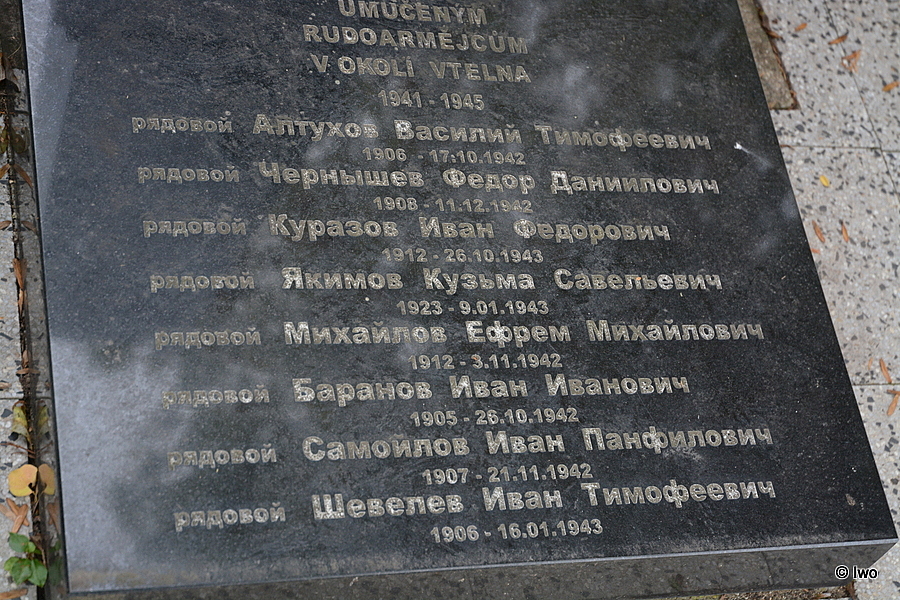 UMUČENÝM
RUDOARMĚJCŮM
V OKOLÍ VTELNA
1941 - 1945
рядовой Алтухов Василий Тимофеевич
1906 - 17.10.1942
рядовой Чернышев Федор Даниилович
1908 - 11.12.1942
рядовой Куразов Иван Федорович
1912 - 26.10.1943
рядовой Якимов Кузьма Савельевич
1923 - 9.01.1943
рядовой Михайлов Ефрем Михайлович
1912 - 3.11.1942
рядовой Баранов Иван Иванович
1905 - 26.10.1942
рядовой Самоилов Иван Панфилович
1907 - 21.11.1942
рядовой Шевелев Иван Тимофеевич
1906 - 16.01.1943
© Iwo